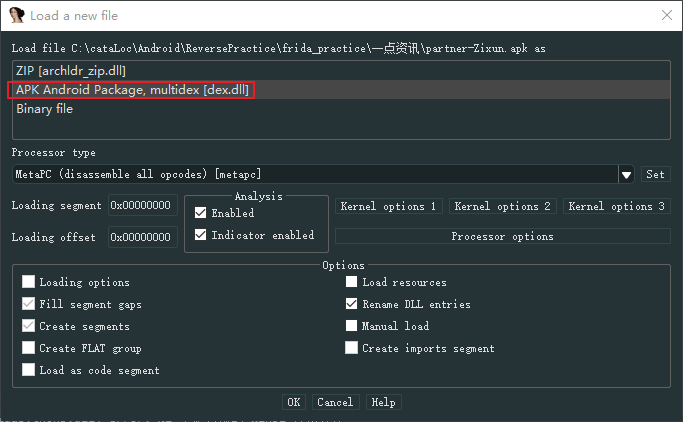 Load a new file
Load file C:\cataLoc\Android\ReversePractice\frida_practice\一点资讯\partner-Zixun.apk as
ZIP [archldr_zip.dll]
APK Android Package, multidex [dex.dll]
Binary file
Processor type
MetaPC (disassemble all opcodes) [metapc]
Set
Loading segment 0x00000000
Loading offset 0x00000000
Analysis
Enabled
Indicator enabled
Kernel options 1 Kernel options 2 Kernel options 3
Processor options
Options
Loading options
Fill segment gaps
Create segments
Create FLAT group
Load as code segment
Load resources
Rename DLL entries
Manual load
Create imports segment
OK Cancel Help